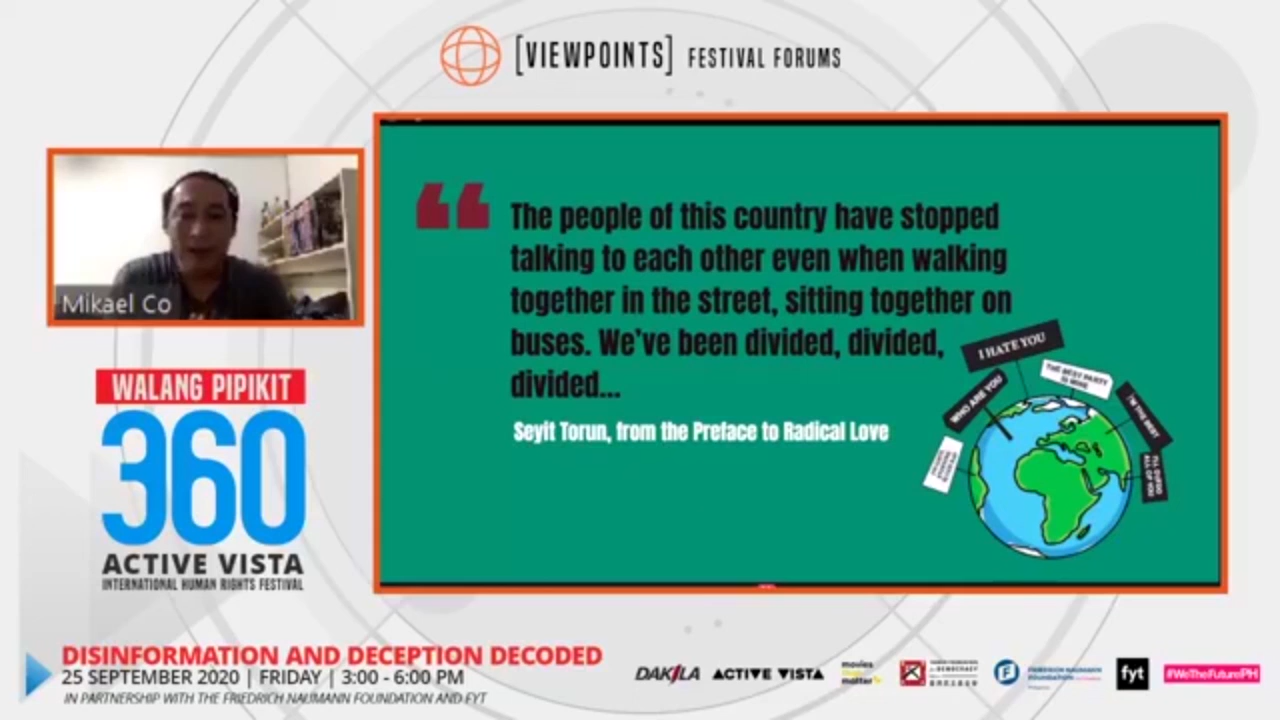 [VIEWPOINTS] FESTIVAL FORUMS
“
The people of this country have stopped
talking to each other even when walking
together in the street, sitting together on
buses. We’ve been divided, divided,
divided...
Seyit Torun, from the Preface to Radical Love
I HATE YOU
THE BEST PARTY
IS MINE
WHO ARE YOU
I'M THE BEST
Mikael Co
WALANG PIPIKIT
360
ACTIVE VISTA
INTERNATIONAL HUMAN RIGHTS FESTIVAL
DISINFORMATION AND DECEPTION DECODED
25 SEPTEMBER 2020 | FRIDAY | 3:00 - 6:00 PM
IN PARTNERSHIP WITH THE FRIEDRICH NAUMANN FOUNDATION AND FYT
DAKILA
ACTIVE VISTA
movies
that
matter
fyt
#WeTheFuturePH